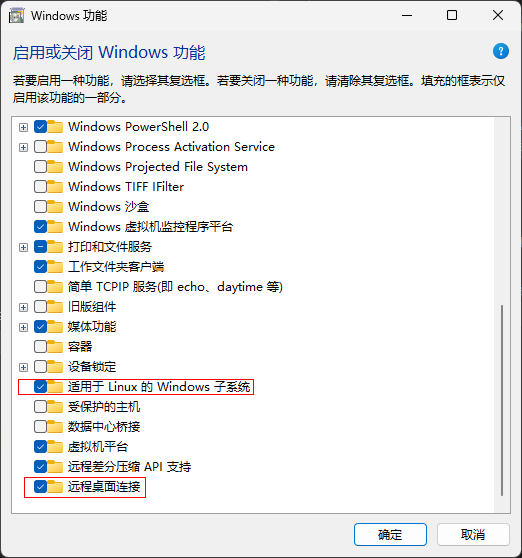 Windows 功能
启用或关闭 Windows 功能
若要启用一种功能，请选择其复选框。若要关闭一种功能，请清除其复选框。填充的框表示仅
启用该功能的一部分。
Windows PowerShell 2.0
Windows Process Activation Service
Windows Projected File System
Windows TIFF IFilter
Windows 沙盒
Windows 虚拟机监控程序平台
打印和文件服务
工作文件夹客户端
简单 TCPIP 服务(即 echo、daytime 等)
旧版组件
媒体功能
容器
设备锁定
适用于 Linux 的 Windows 子系统
受保护的主机
数据中心桥接
虚拟机平台
远程差分压缩 API 支持
远程桌面连接
确定
取消